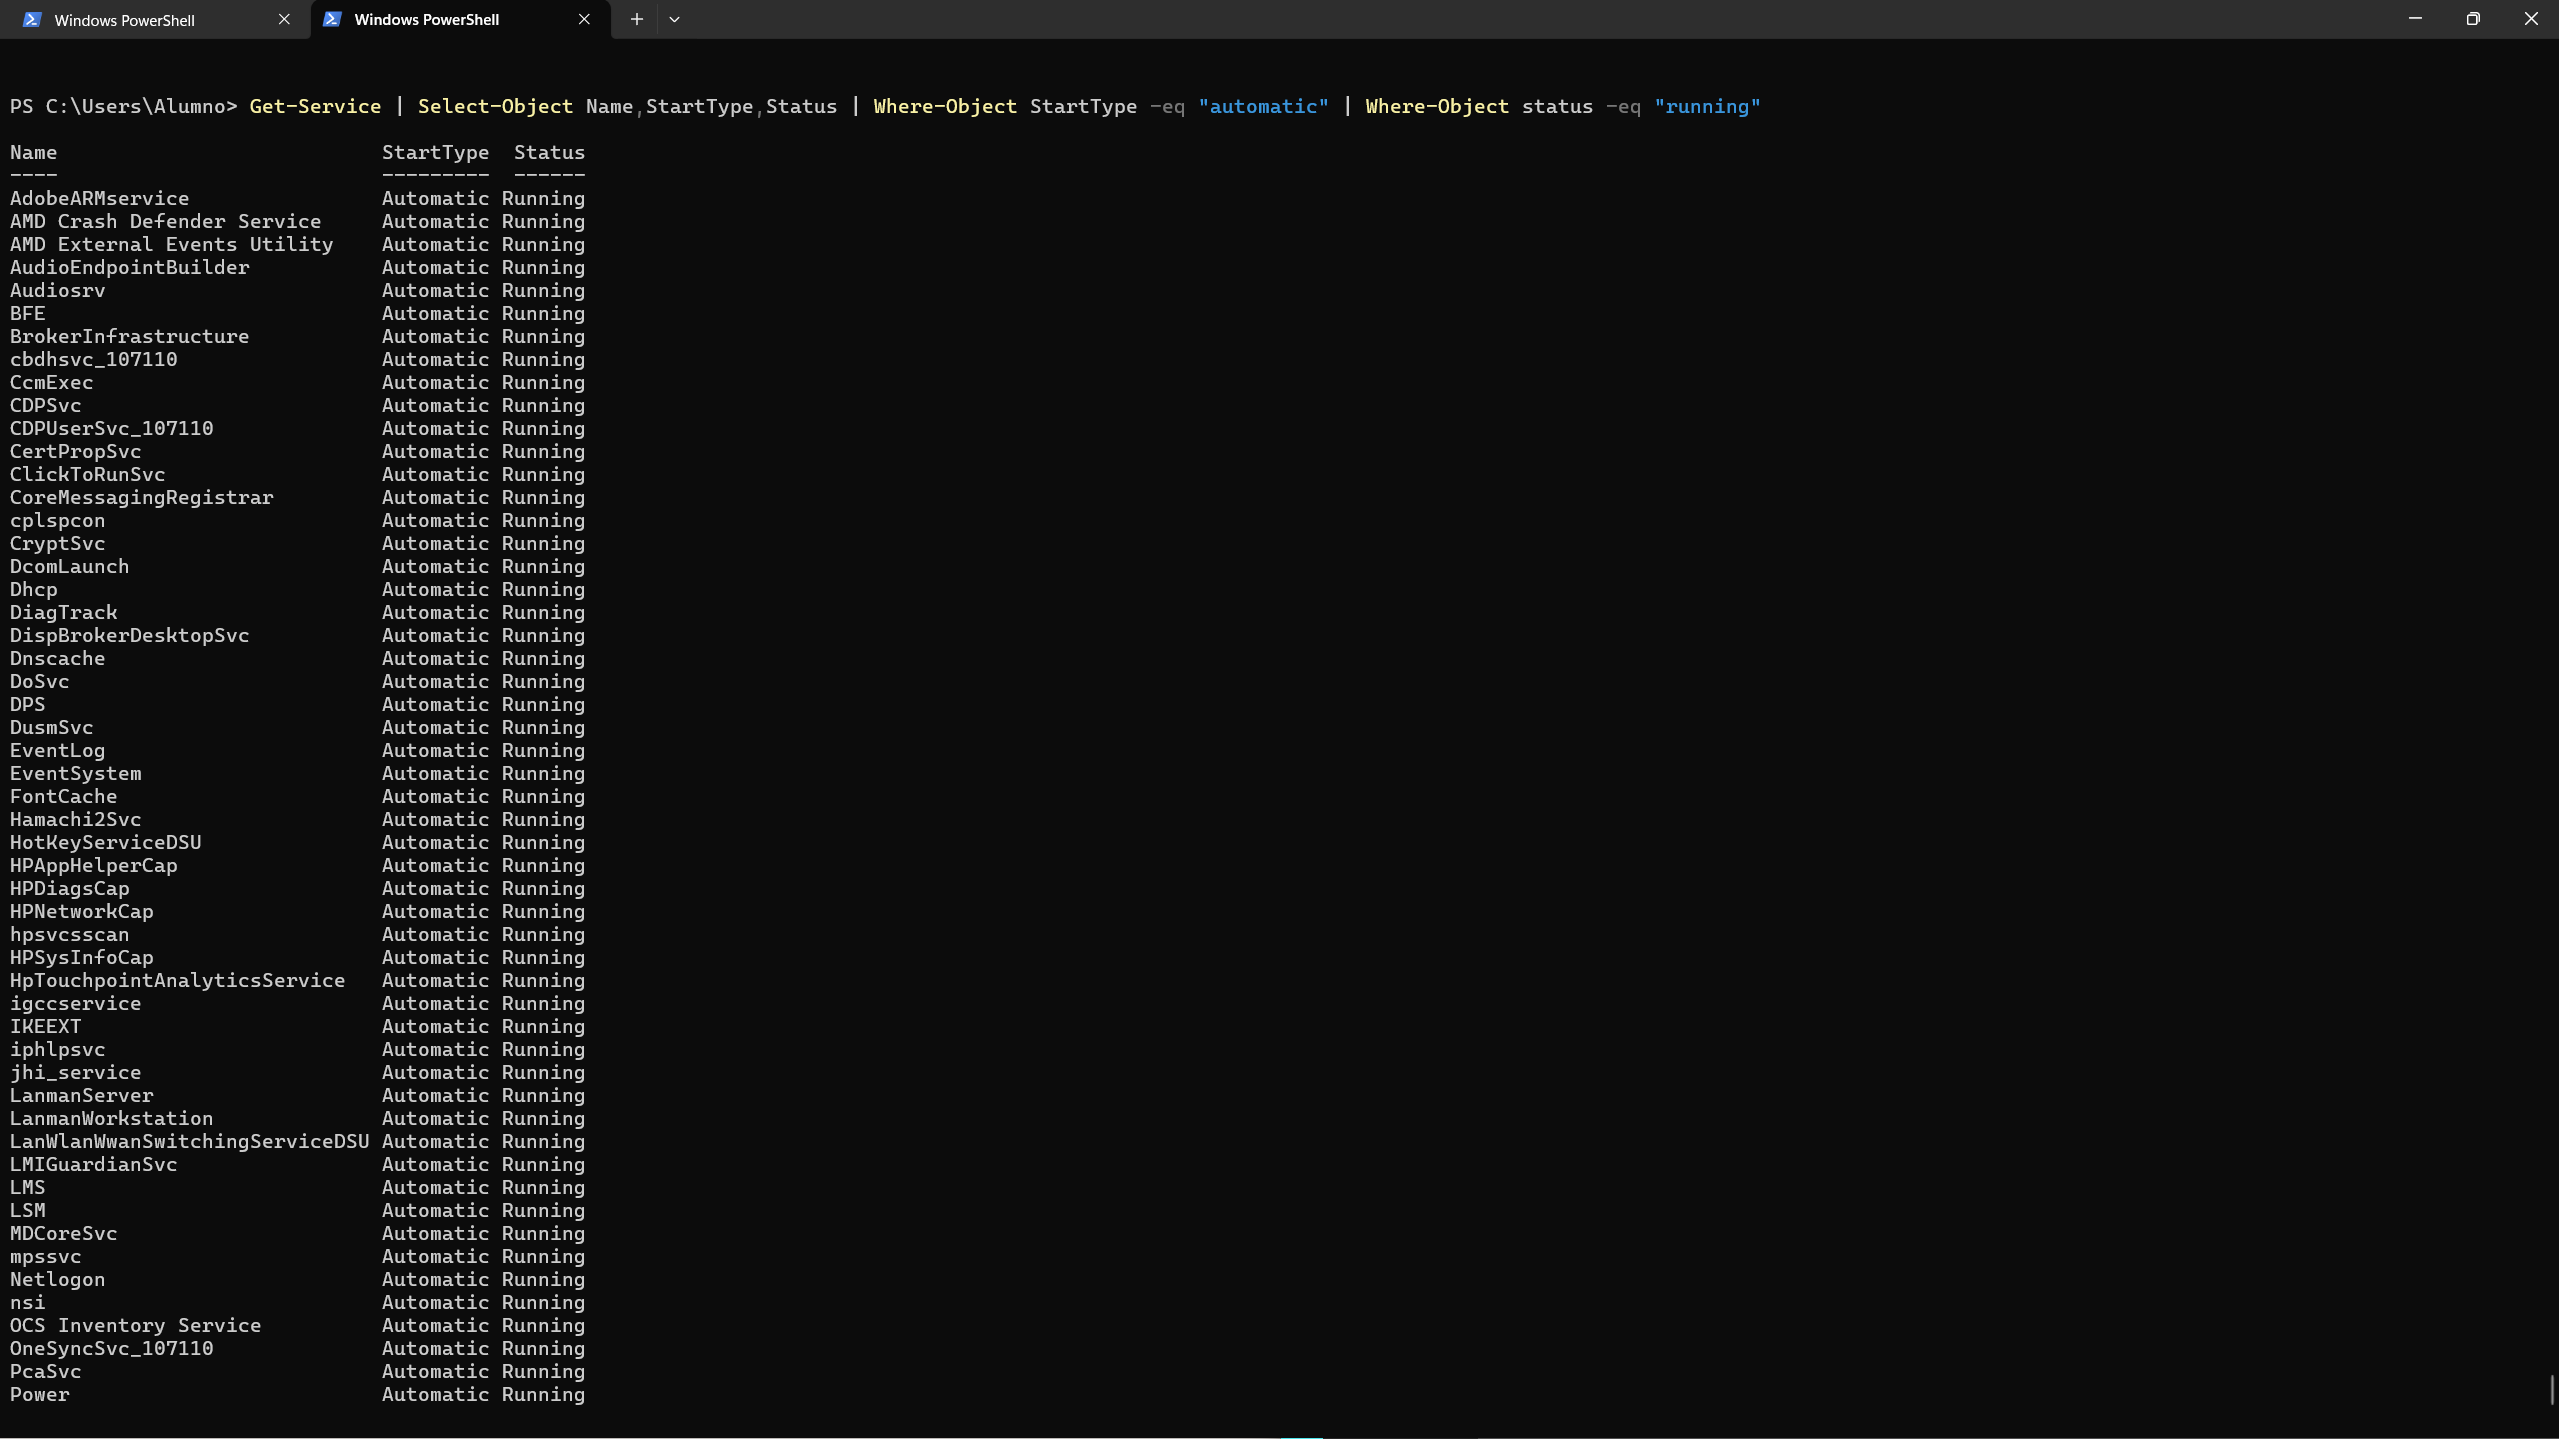 Windows PowerShell
Windows PowerShell
PS C:\Users\Alumno> Get-Service | Select-Object Name,StartType,Status | Where-Object StartType -eq "automatic" | Where-Object status -eq "running"
Name StartType Status
---- --------- ------
AdobeARMservice Automatic Running
AMD Crash Defender Service Automatic Running
AMD External Events Utility Automatic Running
AudioEndpointBuilder Automatic Running
Audiosrv Automatic Running
BFE Automatic Running
BrokerInfrastructure Automatic Running
cbdhsvc_107110 Automatic Running
CcmExec Automatic Running
CDPSvc Automatic Running
CDPUserSvc_107110 Automatic Running
CertPropSvc Automatic Running
ClickToRunSvc Automatic Running
CoreMessagingRegistrar Automatic Running
cplspcon Automatic Running
CryptSvc Automatic Running
DcomLaunch Automatic Running
Dhcp Automatic Running
DiagTrack Automatic Running
DispBrokerDesktopSvc Automatic Running
Dnscache Automatic Running
DoSvc Automatic Running
DPS Automatic Running
DusmSvc Automatic Running
EventLog Automatic Running
EventSystem Automatic Running
FontCache Automatic Running
Hamachi2Svc Automatic Running
HotKeyServiceDSU Automatic Running
HPAppHelperCap Automatic Running
HPDiagsCap Automatic Running
HPNetworkCap Automatic Running
hpsvcsscan Automatic Running
HPSysInfoCap Automatic Running
HpTouchpointAnalyticsService Automatic Running
igccservice Automatic Running
IKEEXT Automatic Running
iphlpsvc Automatic Running
jhi_service Automatic Running
LanmanServer Automatic Running
LanmanWorkstation Automatic Running
LanWlanWwanSwitchingServiceDSU Automatic Running
LMIGuardianSvc Automatic Running
LMS Automatic Running
LSM Automatic Running
MDCoreSvc Automatic Running
mpssvc Automatic Running
Netlogon Automatic Running
nsi Automatic Running
OCS Inventory Service Automatic Running
OneSyncSvc_107110 Automatic Running
PcaSvc Automatic Running
Power Automatic Running